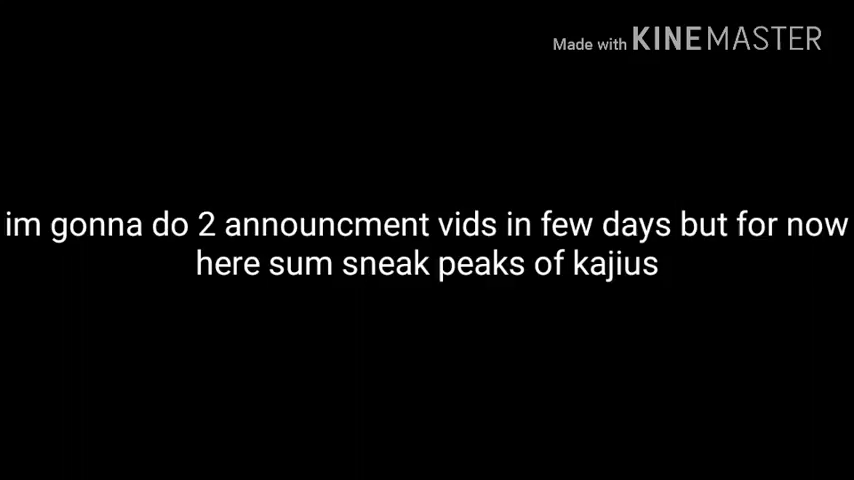 Made with KINEMASTER
im gonna do 2 announcment vids in few days but for now
here sum sneak peaks of kajius